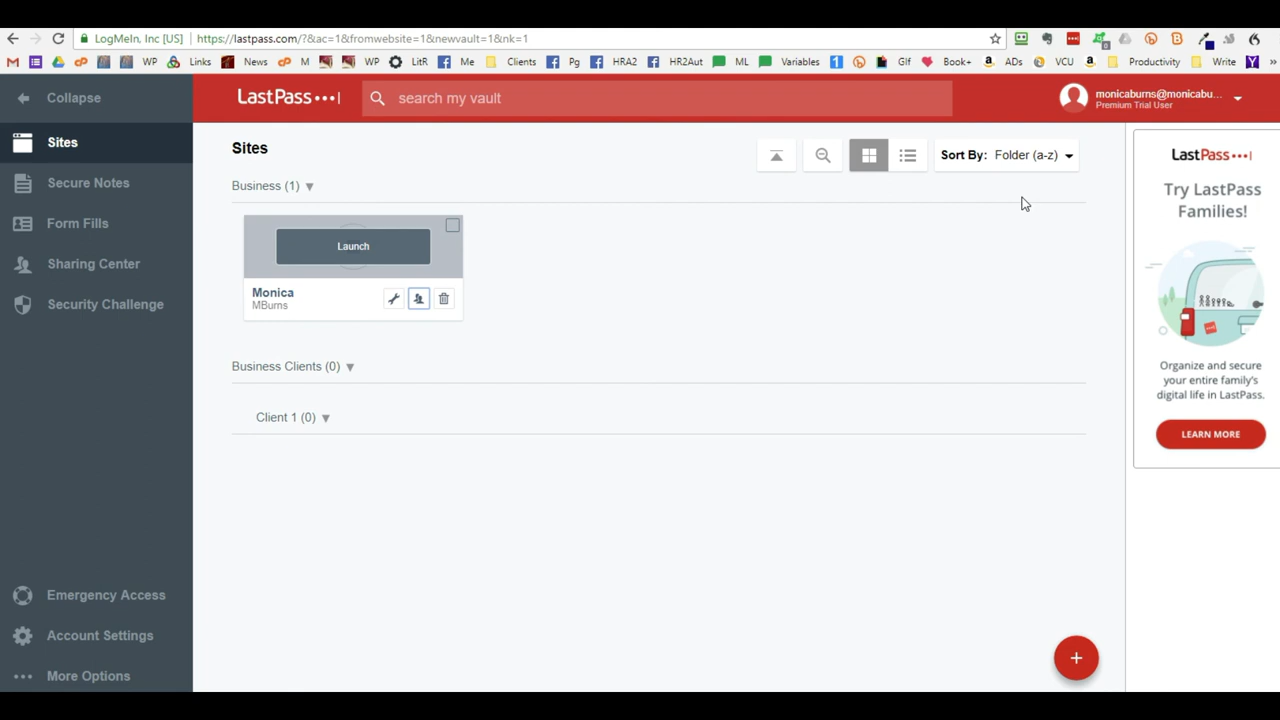 LogMeIn, Inc [US] https://lastpass.com/?&ac=1&fromwebsite=1&newvault=1&nk=1
WP Links News M WP LitR Me Clients Pg HRA2 HR2Aut ML Variables Gif Book+ ADs VCU Productivity Write »
Collapse
LastPass •••|
search my vault
monicaburns@monicabu...
Premium Trial User
Sites
Secure Notes
Form Fills
Sharing Center
Security Challenge
Emergency Access
Account Settings
More Options
Sites
Sort By: Folder (a-z)
Business (1)
Launch
Monica
MBurns
Business Clients (0)
Client 1 (0)
+
LastPass •••|
Try LastPass
Families!
Organize and secure
your entire family's
digital life in LastPass.
LEARN MORE